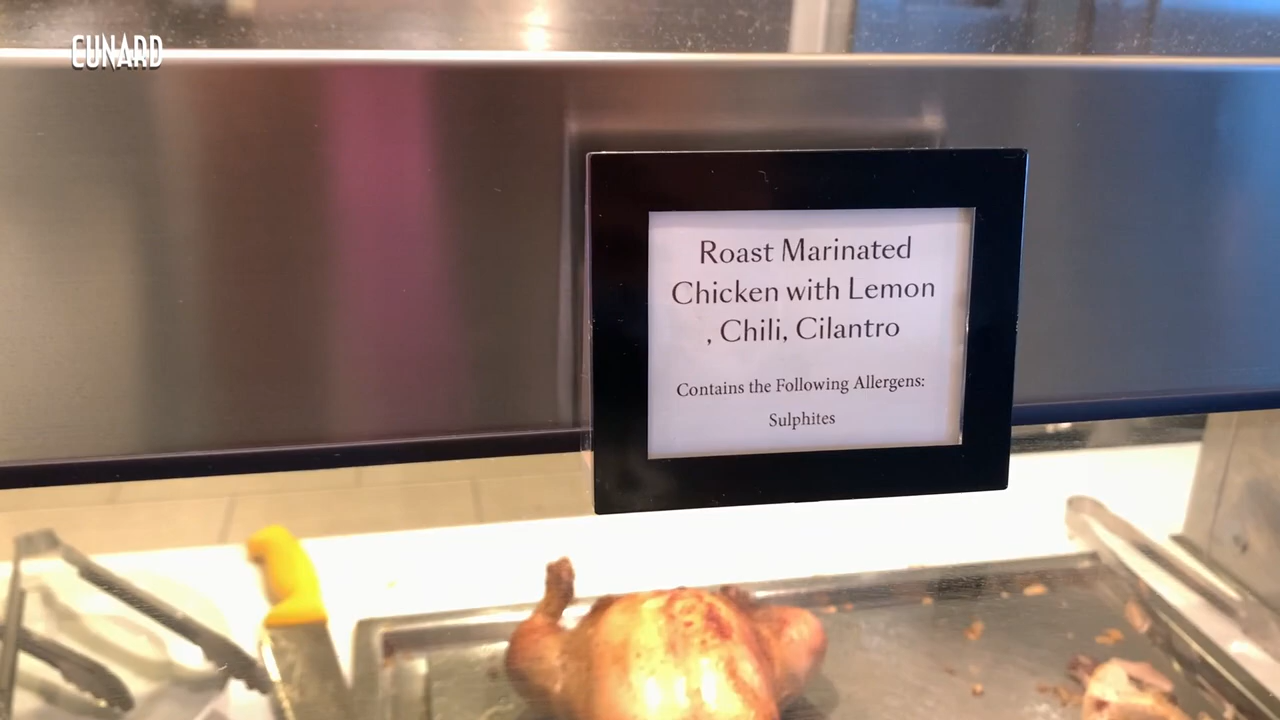 CUNARD
Roast Marinated
Chicken with Lemon
, Chili, Cilantro
Contains the Following Allergens:
Sulphites